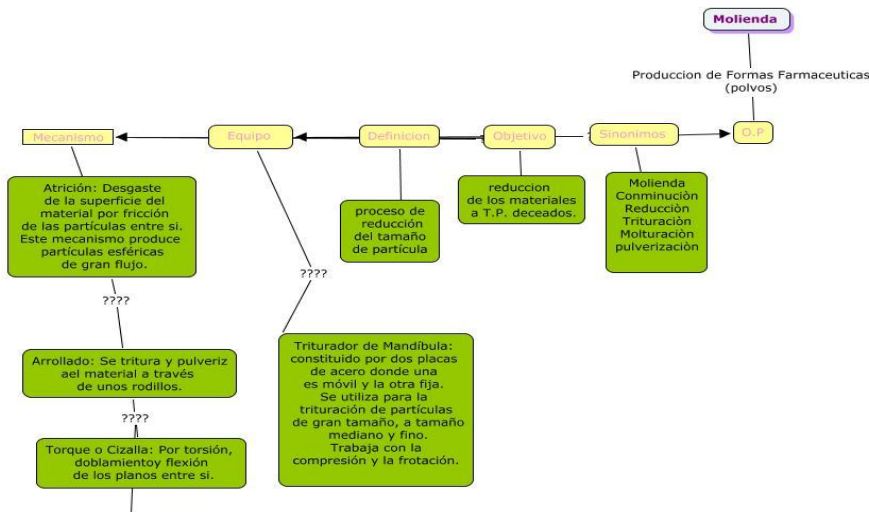 Molienda
Produccion de Formas Farmaceuticas
(polvos)
Mecanismo
Equipo
Definicion
Objetivo
Sinonimos
O.P
Atrición: Desgaste
de la superficie del
material por fricción
de las partículas entre si.
Este mecanismo produce
partículas esféricas
de gran flujo.
????
Arrollado: Se tritura y pulveriz
ael material a través
de unos rodillos.
????
Torque o Cizalla: Por torsión,
doblamientoy flexión
de los planos entre si.
????
Triturador de Mandíbula:
constituido por dos placas
de acero donde una
es móvil y la otra fija.
Se utiliza para la
trituración de partículas
de gran tamaño, a tamaño
mediano y fino.
Trabaja con la
compresión y la frotación.
proceso de
reducción
del tamaño
de partícula
reduccion
de los materiales
a T.P. deceados.
Molienda
Conminuciòn
Reducciòn
Trituraciòn
Molturaciòn
pulverizaciòn